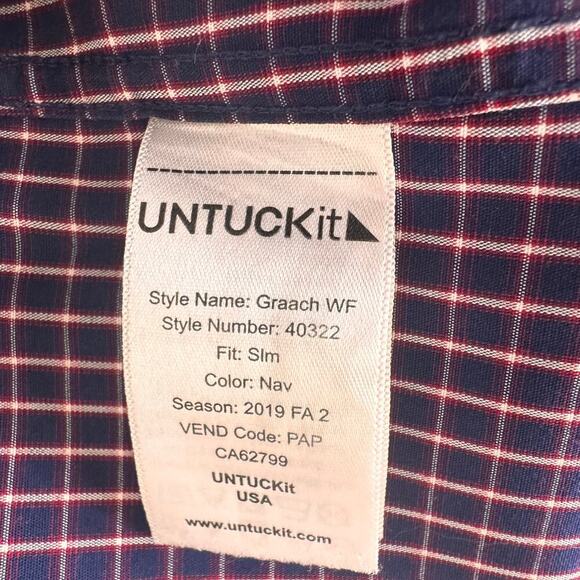 UNTUCKit
Style Name: Graach WF
Style Number: 40322
Fit: Slm
Color: Nav
Season: 2019 FA 2
VEND Code: PAP
CA62799
UNTUCKit
USA
www.untuckit.com